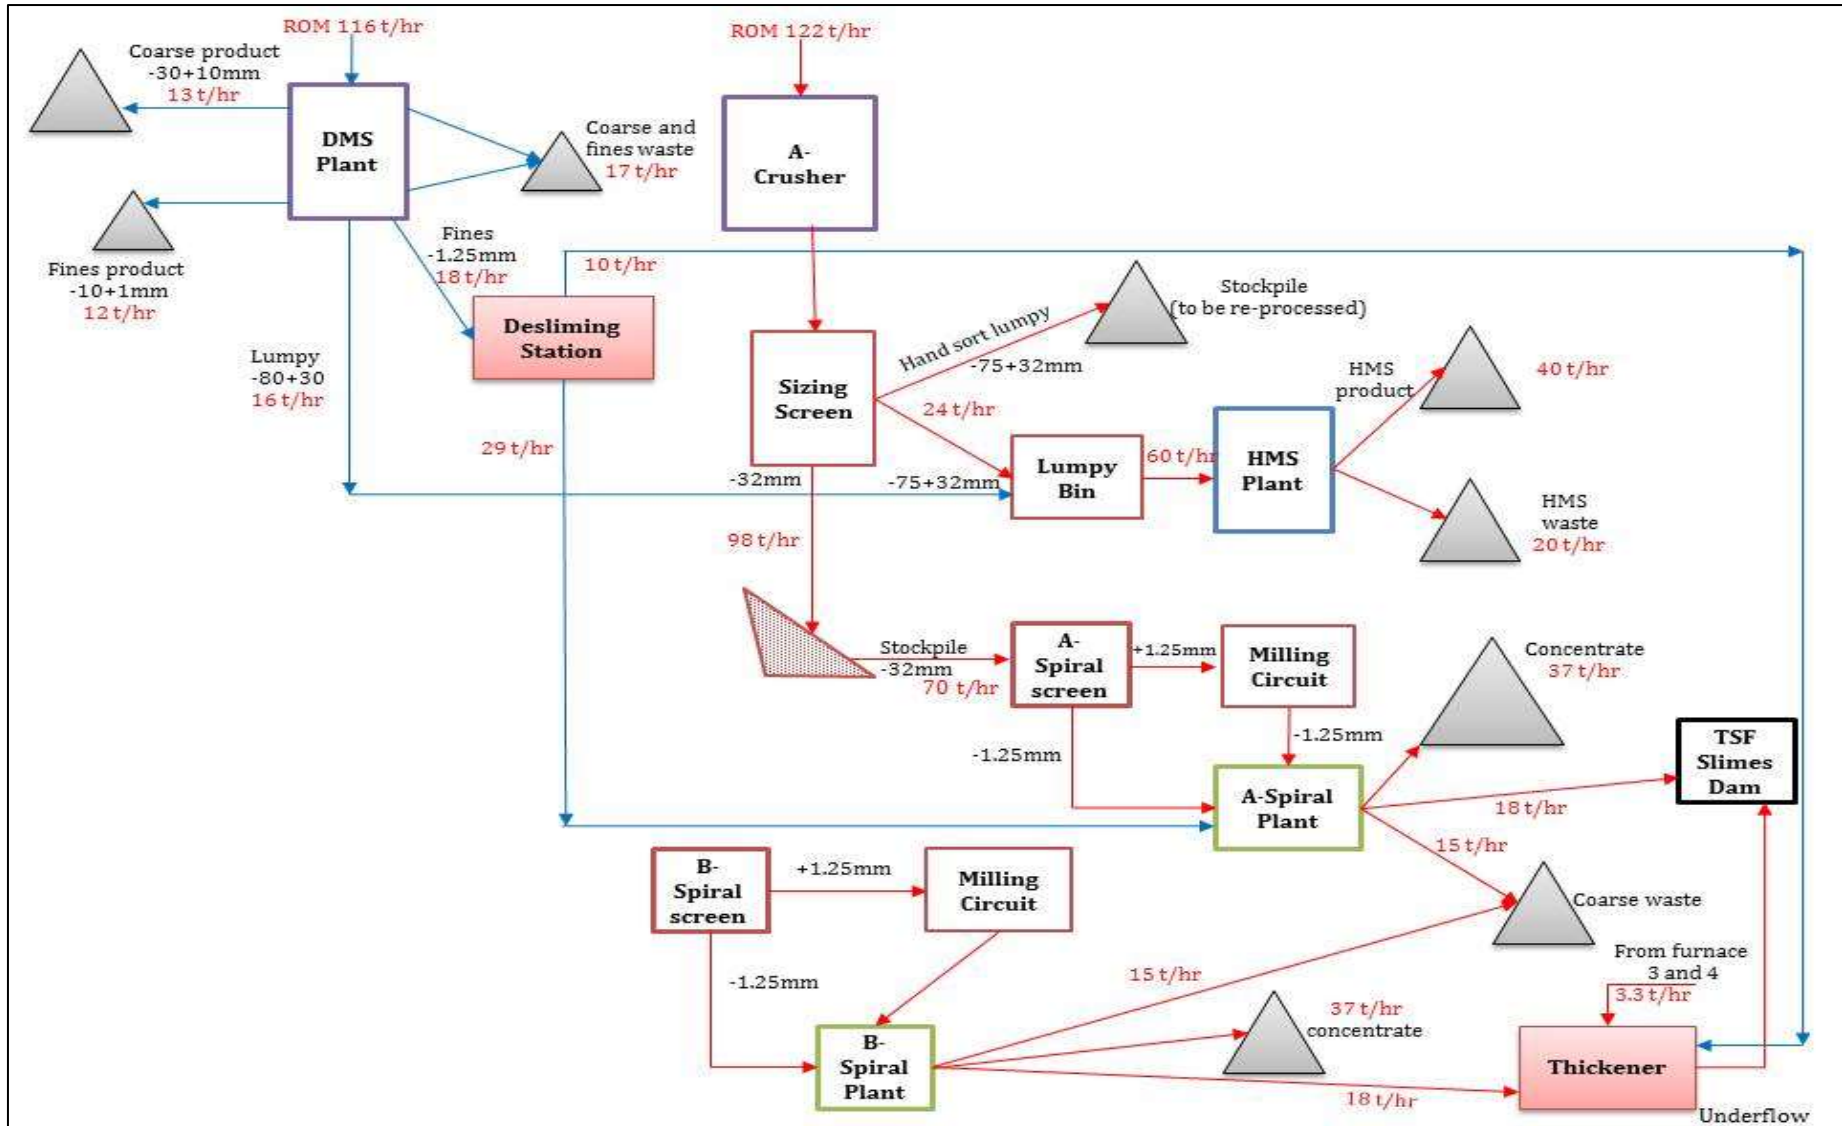 ROM 116 t/hr
ROM 122 t/hr
Coarse product
-30+10mm
13 t/hr
DMS
Plant
Coarse and
fines waste
17 t/hr
A-
Crusher
Fines product
-10+1mm
12 t/hr
Fines
-1.25mm
18 t/hr
10 t/hr
Desliming
Station
Lumpy
-80+30
16 t/hr
29 t/hr
Sizing
Screen
Hand sort lumpy
-75+32mm
Stockpile
(to be re-processed)
24 t/hr
-32mm
-75+32mm
Lumpy
Bin
60 t/hr
HMS
Plant
HMS
product
40 t/hr
HMS
waste
20 t/hr
98 t/hr
Stockpile
-32mm
70 t/hr
A-
Spiral
screen
+1.25mm
Milling
Circuit
-1.25mm
-1.25mm
Concentrate
37 t/hr
A-Spiral
Plant
TSF
Slimes
Dam
18 t/hr
15 t/hr
B-
Spiral
screen
+1.25mm
Milling
Circuit
Coarse waste
-1.25mm
15 t/hr
From furnace
3 and 4
3.3 t/hr
B-
Spiral
Plant
37 t/hr
concentrate
18 t/hr
Thickener
Underflow